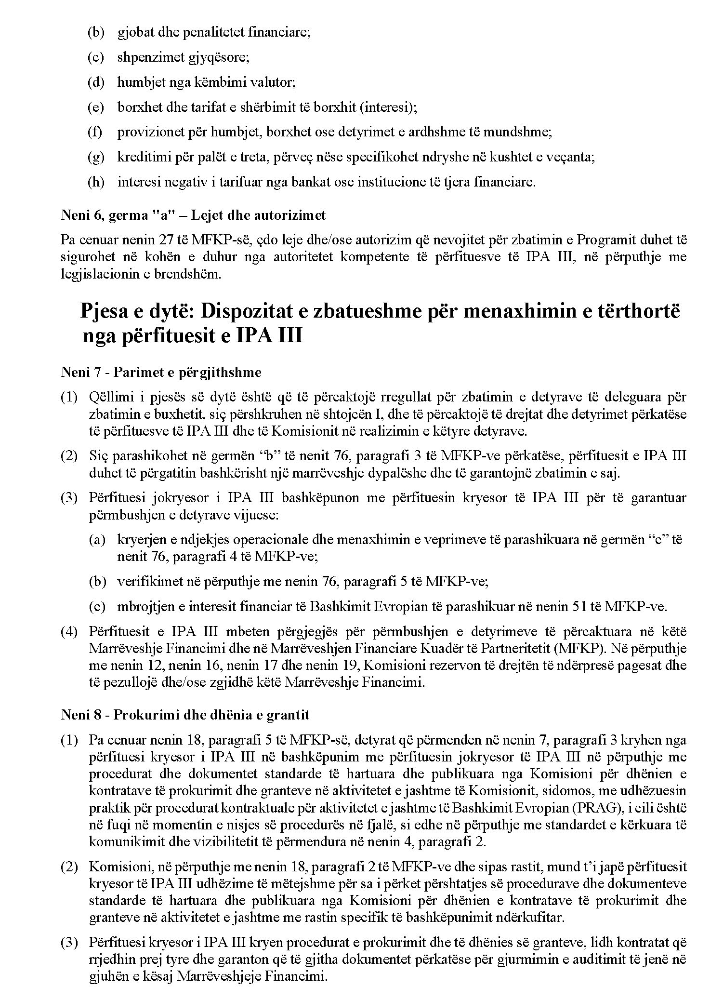 (b) gjobat dhe penalitetet financiare;
(c) shpenzimet gjyqësore;
(d) humbjet nga këmbimi valutor;
(e) borxhet dhe tarifat e shërbimit të borxhit (interesi);
(f) provizionet për humbjet, borxhet ose detyrimet e ardhshme të mundshme;
(g) kreditimi për palët e treta, përveç nëse specifikohet ndryshe në kushtet e veçanta;
(h) interesi negativ i tarifuar nga bankat ose institucione të tjera financiare.
Neni 6, germa "a" – Lejet dhe autorizimet
Pa cenuar nenin 27 të MFKP-së, çdo leje dhe/ose autorizim që nevojitet për zbatimin e Programit duhet të
sigurohet në kohën e duhur nga autoritetet kompetente të përfituesve të IPA III, në përputhje me
legjislacionin e brendshëm.
Pjesa e dytë: Dispozitat e zbatueshme për menaxhimin e tërthortë
nga përfituesit e IPA III
Neni 7 - Parimet e përgjithshme
(1) Qëllimi i pjesës së dytë është që të përcaktojë rregullat për zbatimin e detyrave të deleguara për
zbatimin e buxhetit, siç përshkruhen në shtojcën I, dhe të përcaktojë të drejtat dhe detyrimet përkatëse
të përfituesve të IPA III dhe të Komisionit në realizimin e këtyre detyrave.
(2) Siç parashikohet në germën “b” të nenit 76, paragrafi 3 të MFKP-ve përkatëse, përfituesit e IPA III
duhet të përgatitin bashkërisht një marrëveshje dypalëshe dhe të garantojnë zbatimin e saj.
(3) Përfituesi jokryesor i IPA III bashkëpunon me përfituesin kryesor të IPA III për të garantuar
përmbushjen e detyrave vijuese:
(a) kryerjen e ndjekjes operacionale dhe menaxhimin e veprimeve të parashikuara në germën “c” të
nenit 76, paragrafi 4 të MFKP-ve;
(b) verifikimet në përputhje me nenin 76, paragrafi 5 të MFKP-ve;
(c) mbrojtjen e interesit financiar të Bashkimit Evropian të parashikuar në nenin 51 të MFKP-ve.
(4) Përfituesit e IPA III mbeten përgjegjës për përmbushjen e detyrimeve të përcaktuara në këtë
Marrëveshje Financimi dhe në Marrëveshjen Financiare Kuadër të Partneritetit (MFKP). Në përputhje
me nenin 12, nenin 16, nenin 17 dhe nenin 19, Komisioni rezervon të drejtën të ndërpresë pagesat dhe
të pezullojë dhe/ose zgjidhë këtë Marrëveshje Financimi.
Neni 8 - Prokurimi dhe dhënia e grantit
(1) Pa cenuar nenin 18, paragrafi 5 të MFKP-së, detyrat që përmenden në nenin 7, paragrafi 3 kryhen nga
përfituesi kryesor i IPA III në bashkëpunim me përfituesin jokryesor të IPA III në përputhje me
procedurat dhe dokumentet standarde të hartuara dhe publikuara nga Komisioni për dhënien e
kontratave të prokurimit dhe granteve në aktivitetet e jashtme të Komisionit, sidomos, me udhëzuesin
praktik për procedurat kontraktuale për aktivitetet e jashtme të Bashkimit Evropian (PRAG), i cili është
në fuqi në momentin e nisjes së procedurës në fjalë, si edhe në përputhje me standardet e kërkuara të
komunikimit dhe vizibilitetit të përmendura në nenin 4, paragrafi 2.
(2) Komisioni, në përputhje me nenin 18, paragrafi 2 të MFKP-ve dhe sipas rastit, mund t’i japë përfituesit
kryesor të IPA III udhëzime të mëtejshme për sa i përket përshtatjes së procedurave dhe dokumenteve
standarde të hartuara dhe publikuara nga Komisioni për dhënien e kontratave të prokurimit dhe
granteve në aktivitetet e jashtme me rastin specifik të bashkëpunimit ndërkufitar.
(3) Përfituesi kryesor i IPA III kryen procedurat e prokurimit dhe të dhënies së granteve, lidh kontratat që
rrjedhin prej tyre dhe garanton që të gjitha dokumentet përkatëse për gjurmimin e auditimit të jenë në
gjuhën e kësaj Marrëveshjeje Financimi.